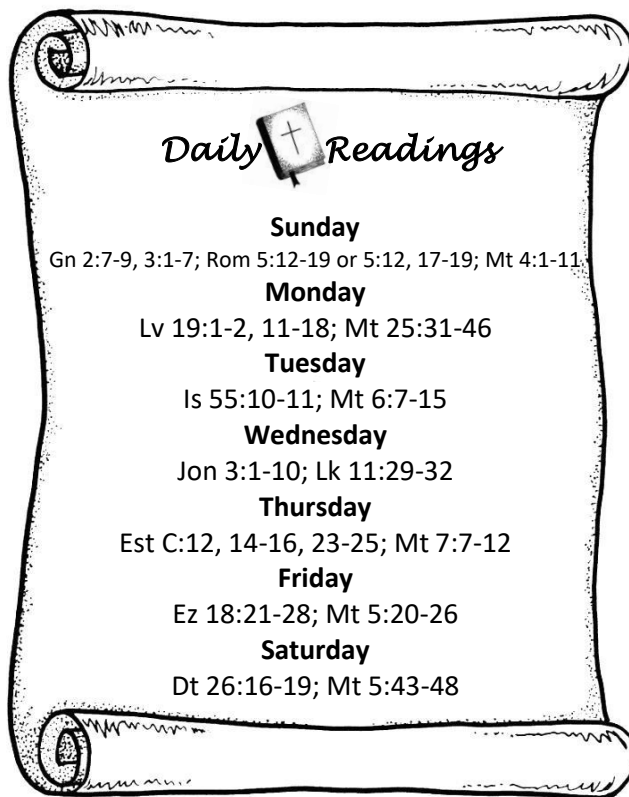 Daily Readings
Sunday
Gn 2:7-9, 3:1-7; Rom 5:12-19 or 5:12, 17-19; Mt 4:1-11
Monday
Lv 19:1-2, 11-18; Mt 25:31-46
Tuesday
Is 55:10-11; Mt 6:7-15
Wednesday
Jon 3:1-10; Lk 11:29-32
Thursday
Est C:12, 14-16, 23-25; Mt 7:7-12
Friday
Ez 18:21-28; Mt 5:20-26
Saturday
Dt 26:16-19; Mt 5:43-48